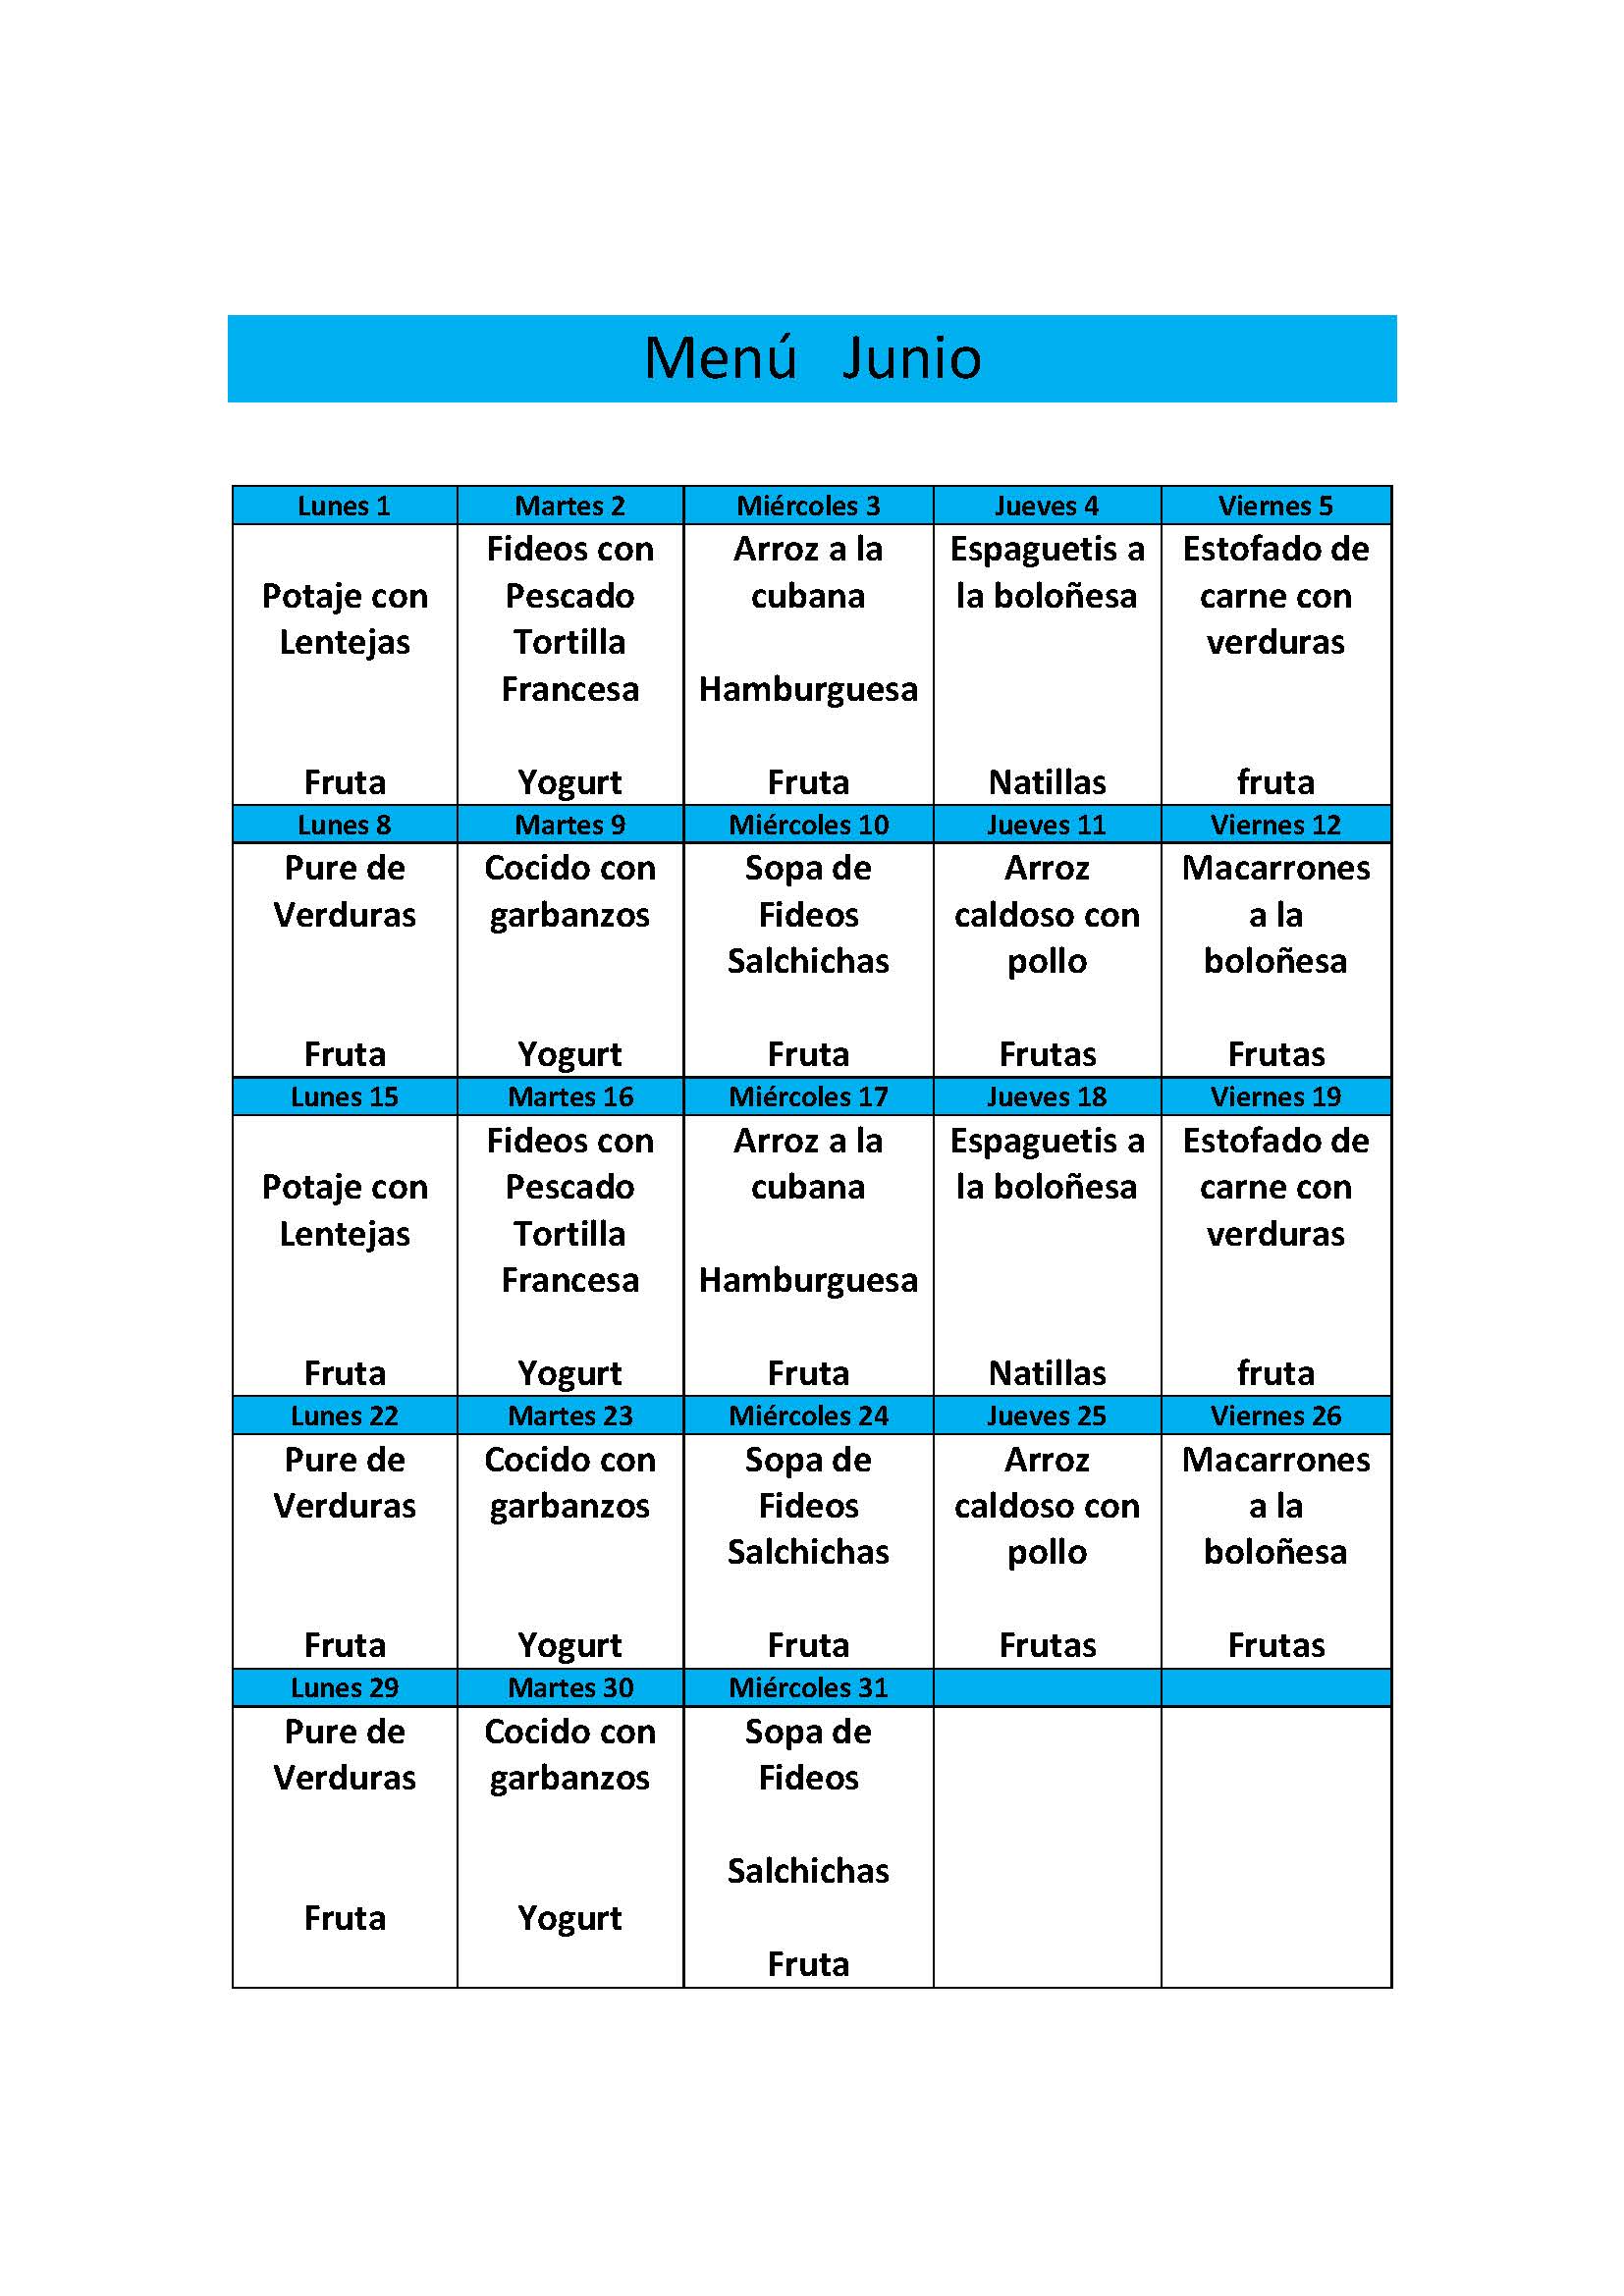 Menú Junio
Lunes 1 Martes 2 Miércoles 3 Jueves 4 Viernes 5
Potaje con
Lentejas
Fruta
Fideos con
Pescado
Tortilla
Francesa
Yogurt
Arroz a la
cubana
Hamburguesa
Fruta
Espaguetis a
la boloñesa
Natillas
Estofado de
carne con
verduras
fruta
Lunes 8 Martes 9 Miércoles 10 Jueves 11 Viernes 12
Pure de
Verduras
Fruta
Cocido con
garbanzos
Yogurt
Sopa de
Fideos
Salchichas
Fruta
Arroz
caldoso con
pollo
Frutas
Macarrones
a la
boloñesa
Frutas
Lunes 15 Martes 16 Miércoles 17 Jueves 18 Viernes 19
Potaje con
Lentejas
Fruta
Fideos con
Pescado
Tortilla
Francesa
Yogurt
Arroz a la
cubana
Hamburguesa
Fruta
Espaguetis a
la boloñesa
Natillas
Estofado de
carne con
verduras
fruta
Lunes 22 Martes 23 Miércoles 24 Jueves 25 Viernes 26
Pure de
Verduras
Fruta
Cocido con
garbanzos
Yogurt
Sopa de
Fideos
Salchichas
Fruta
Arroz
caldoso con
pollo
Frutas
Macarrones
a la
boloñesa
Frutas
Lunes 29 Martes 30 Miércoles 31
Pure de
Verduras
Fruta
Cocido con
garbanzos
Yogurt
Sopa de
Fideos
Salchichas
Fruta